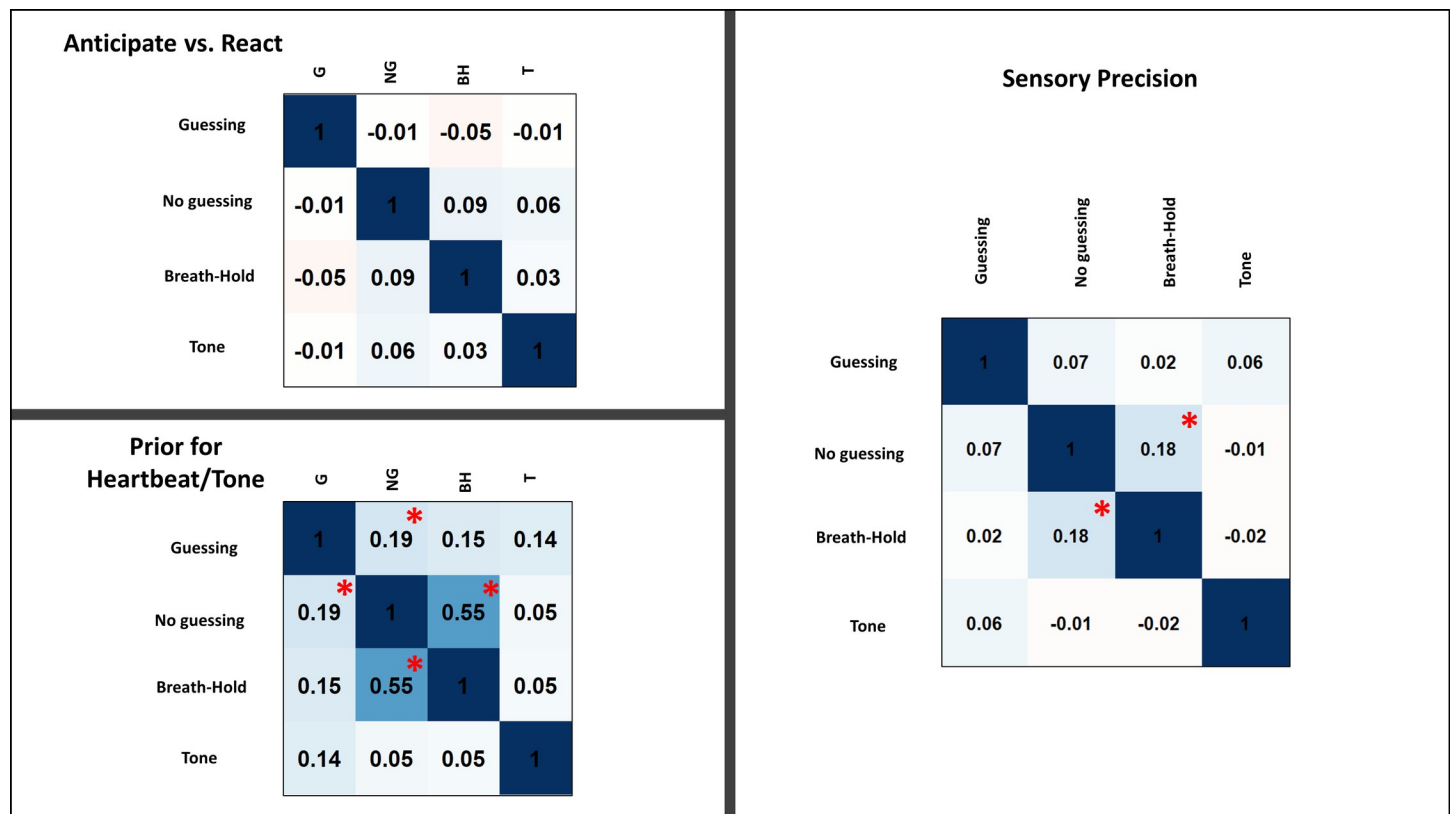 Anticipate vs. React
G NG BH T
Guessing 1 -0.01 -0.05 -0.01
No guessing -0.01 1 0.09 0.06
Breath-Hold -0.05 0.09 1 0.03
Tone -0.01 0.06 0.03 1
Prior for
Heartbeat/Tone
G NG BH T
Guessing 1 0.19* 0.15 0.14
No guessing 0.19* 1 0.55* 0.05
Breath-Hold 0.15 0.55* 1 0.05
Tone 0.14 0.05 0.05 1
Sensory Precision
Guessing No guessing Breath-Hold Tone
Guessing 1 0.07 0.02 0.06
No guessing 0.07 1 0.18* -0.01
Breath-Hold 0.02 0.18* 1 -0.02
Tone 0.06 -0.01 -0.02 1